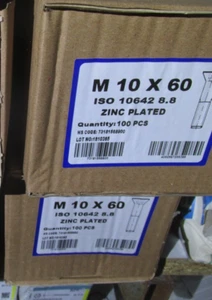 M 10 X 60
ISO 10642 8.8
ZINC PLATED
Quantity: 100 PCS
M 10 X 60
ISO 10642 8.8
ZINC PLATED
Quantity: 100 PCS